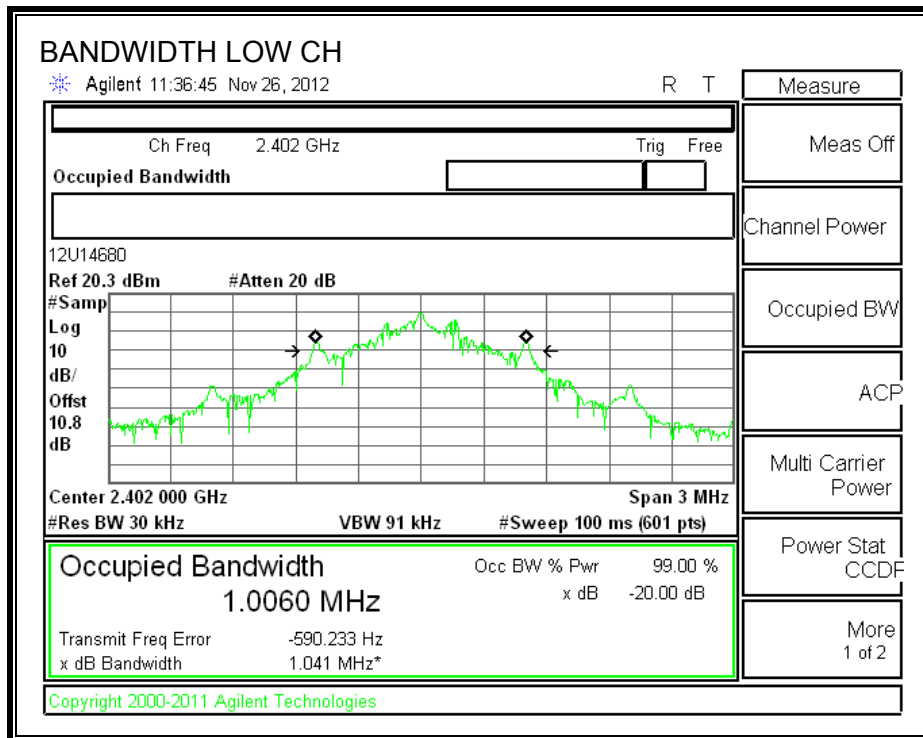 BANDWIDTH LOW CH
Agilent 11:36:45 Nov 26, 2012 R T
Measure
Ch Freq 2.402 GHz Trig Free
Occupied Bandwidth
Meas Off
Channel Power
Occupied BW
ACP
Multi Carrier
Power
Power Stat
CCDF
More
1 of 2
12U14680
Ref 20.3 dBm #Atten 20 dB
#Samp
Log
10
dB/
Offst
10.8
dB
Center 2.402 000 GHz Span 3 MHz
#Res BW 30 kHz VBW 91 kHz #Sweep 100 ms (601 pts)
Occupied Bandwidth Occ BW % Pwr 99.00 %
1.0060 MHz x dB -20.00 dB
Transmit Freq Error -590.233 Hz
x dB Bandwidth 1.041 MHz*
Copyright 2000-2011 Agilent Technologies